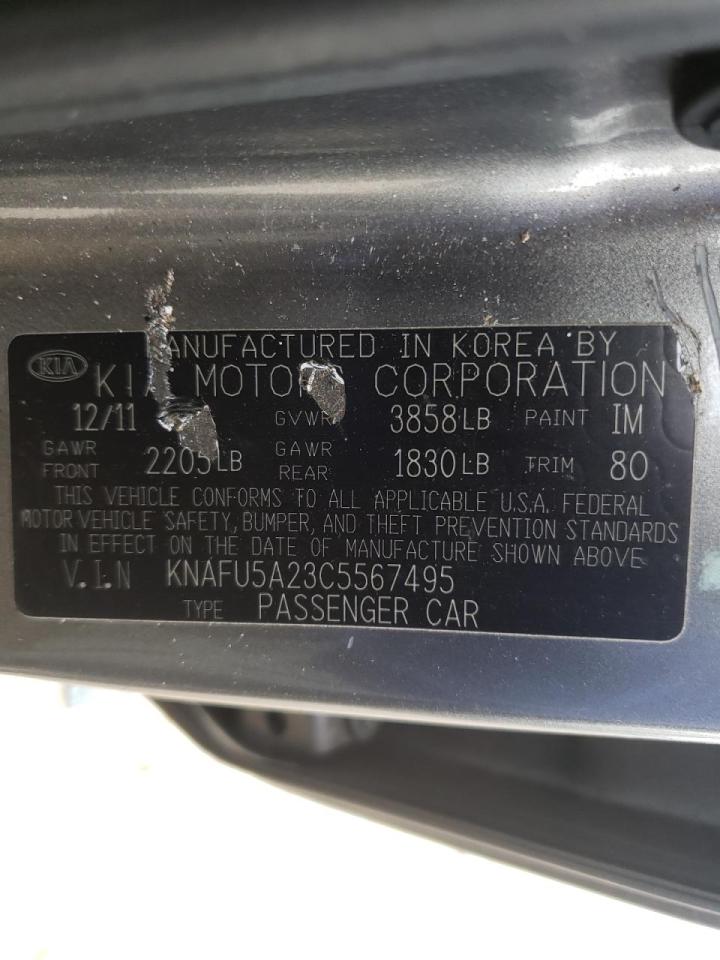 MANUFACTURED IN KOREA BY
KIA KIA MOTORS CORPORATION
12/11 GVWR 3858LB PAINT IM
GAWR FRONT 2205LB GAWR REAR 1830LB TRIM 80
THIS VEHICLE CONFORMS TO ALL APPLICABLE U.S.A. FEDERAL
MOTOR VEHICLE SAFETY, BUMPER, AND THEFT PREVENTION STANDARDS
IN EFFECT ON THE DATE OF MANUFACTURE SHOWN ABOVE
V.I.N KNAFU5A23C5567495
TYPE PASSENGER CAR